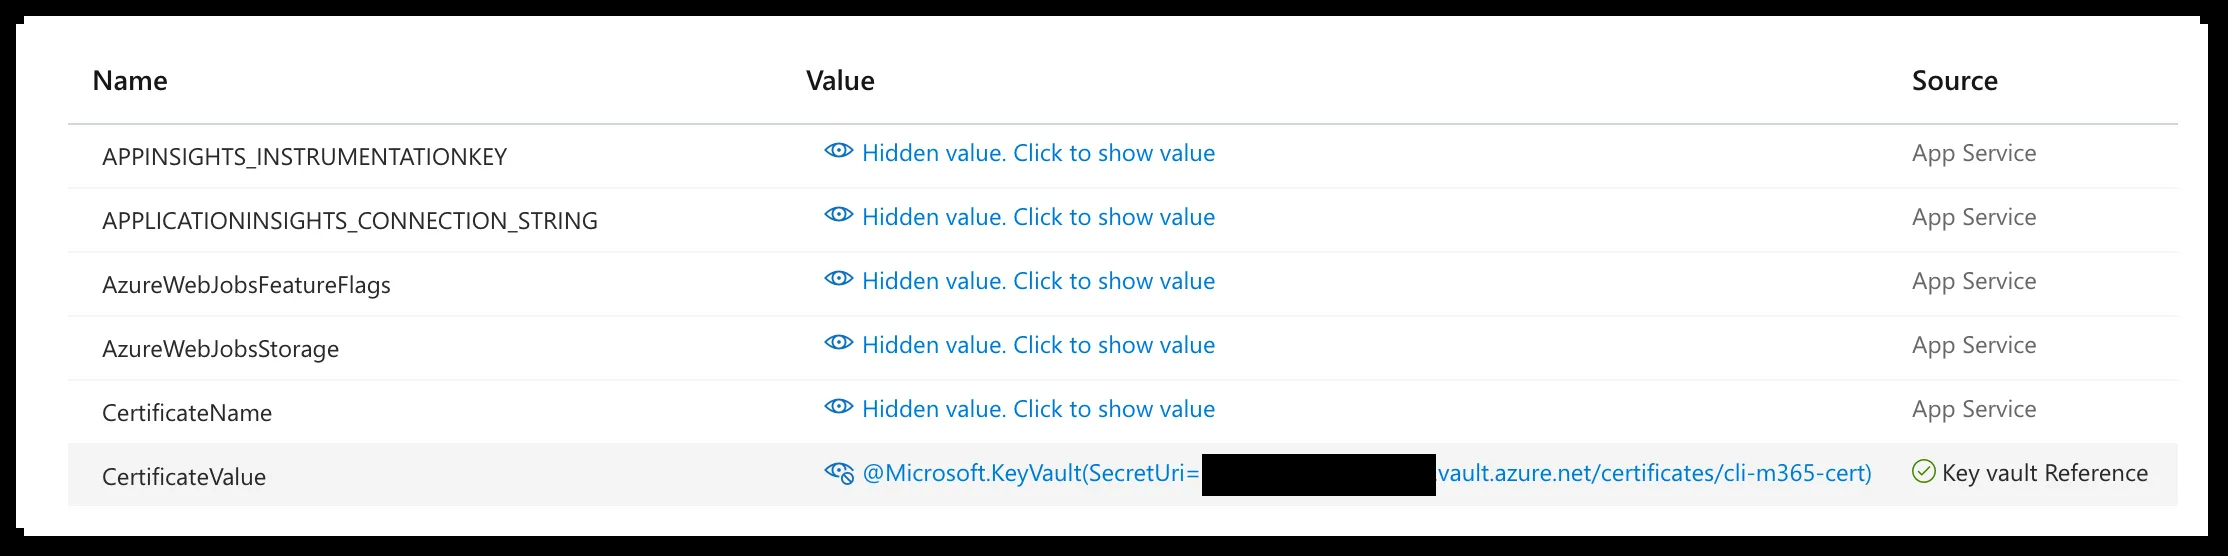 Name Value Source
APPINSIGHTS_INSTRUMENTATIONKEY Hidden value. Click to show value App Service
APPLICATIONINSIGHTS_CONNECTION_STRING Hidden value. Click to show value App Service
AzureWebJobsFeatureFlags Hidden value. Click to show value App Service
AzureWebJobsStorage Hidden value. Click to show value App Service
CertificateName Hidden value. Click to show value App Service
CertificateValue @Microsoft.KeyVault(SecretUri= .vault.azure.net/certificates/cli-m365-cert) Key vault Reference